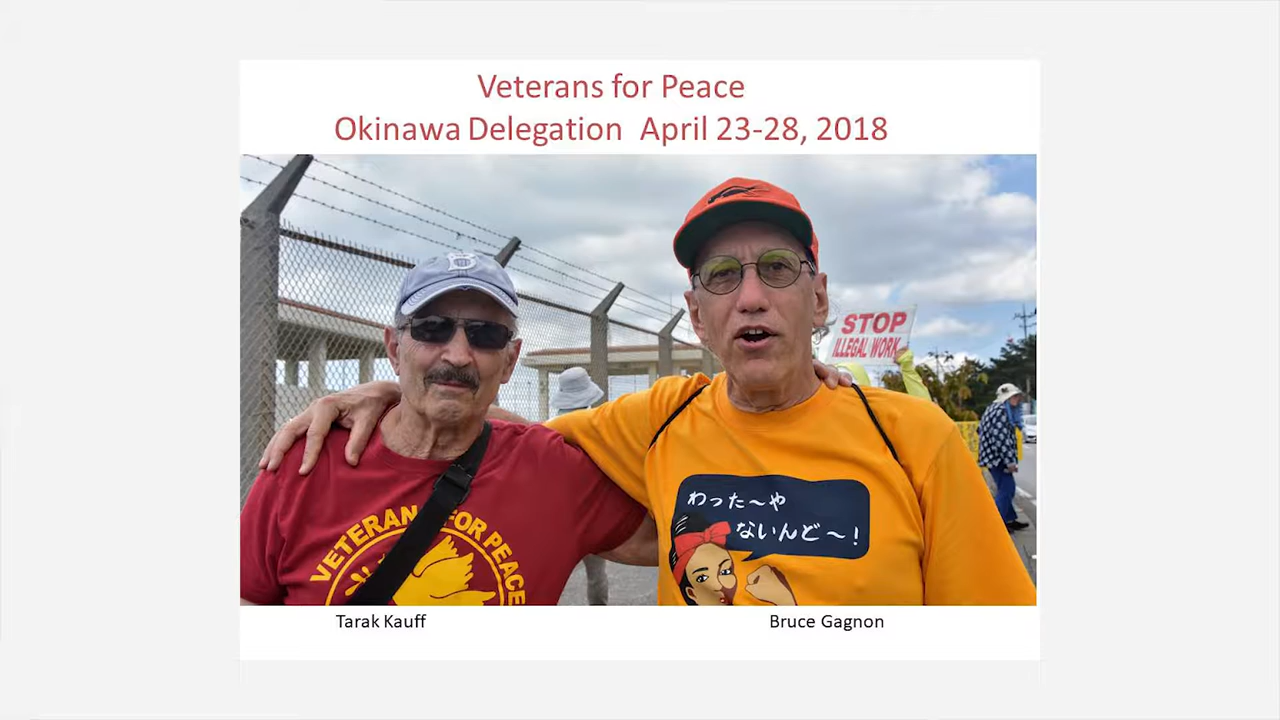 Veterans for Peace
Okinawa Delegation April 23-28, 2018
B
STOP
ILLEGAL WORK
わった～や
ないんど～!
VETERANS FOR PEACE
Tarak Kauff
Bruce Gagnon